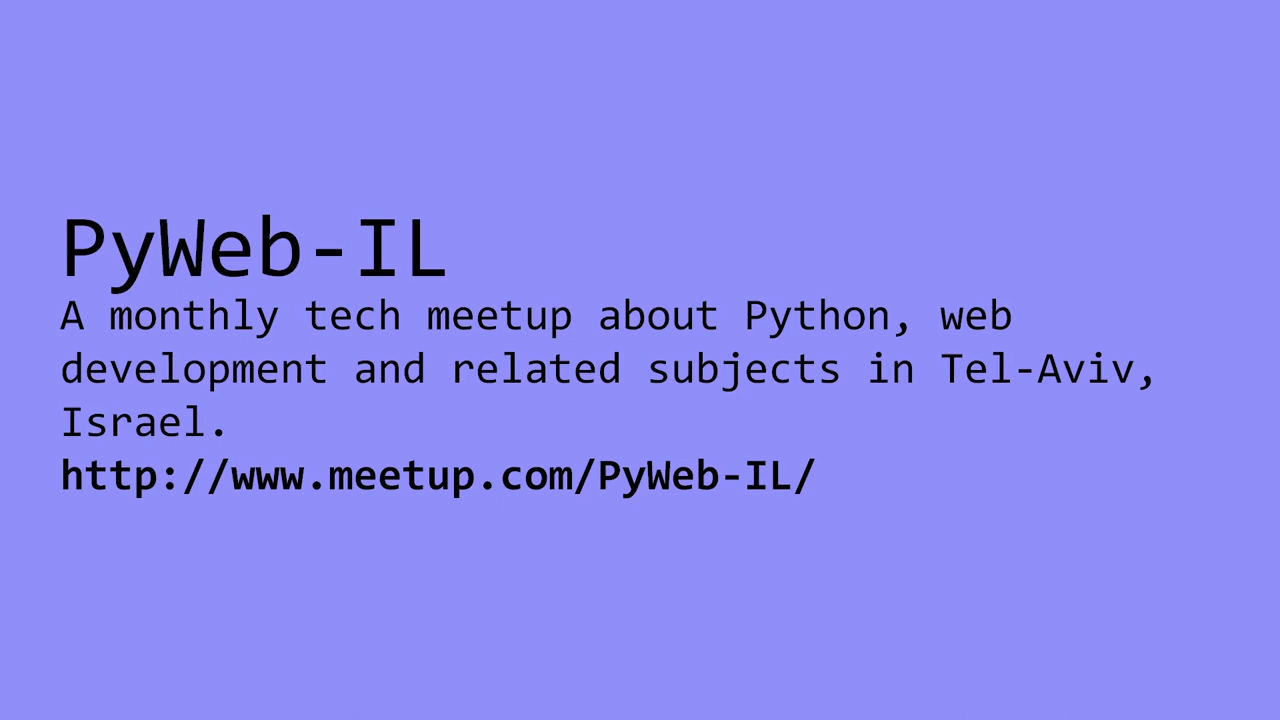 PyWeb-IL
A monthly tech meetup about Python, web
development and related subjects in Tel-Aviv,
Israel.
http://www.meetup.com/PyWeb-IL/